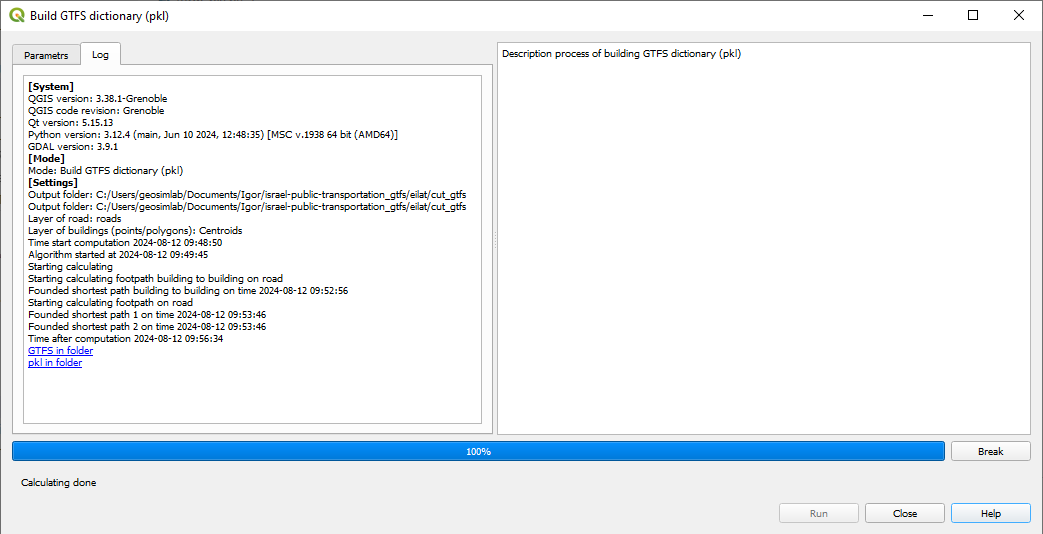 Build GTFS dictionary (pkl)
Parametrs
Log
[System]
QGIS version: 3.38.1-Grenoble
QGIS code revision: Grenoble
Qt version: 5.15.13
Python version: 3.12.4 (main, Jun 10 2024, 12:48:35) [MSC v.1938 64 bit (AMD64)]
GDAL version: 3.9.1
[Mode]
Mode: Build GTFS dictionary (pkl)
[Settings]
Output folder: C:/Users/geosimlab/Documents/Igor/israel-public-transportation_gtfs/eilat/cut_gtfs
Output folder: C:/Users/geosimlab/Documents/Igor/israel-public-transportation_gtfs/eilat/cut_gtfs
Layer of road: roads
Layer of buildings (points/polygons): Centroids
Time start computation 2024-08-12 09:48:50
Algorithm started at 2024-08-12 09:49:45
Starting calculating
Starting calculating footpath building to building on road
Founded shortest path building to building on time 2024-08-12 09:52:56
Starting calculating footpath on road
Founded shortest path 1 on time 2024-08-12 09:53:46
Founded shortest path 2 on time 2024-08-12 09:53:46
Time after computation 2024-08-12 09:56:34
GTFS in folder
pkl in folder
Description process of building GTFS dictionary (pkl)
100%
Break
Calculating done
Run
Close
Help